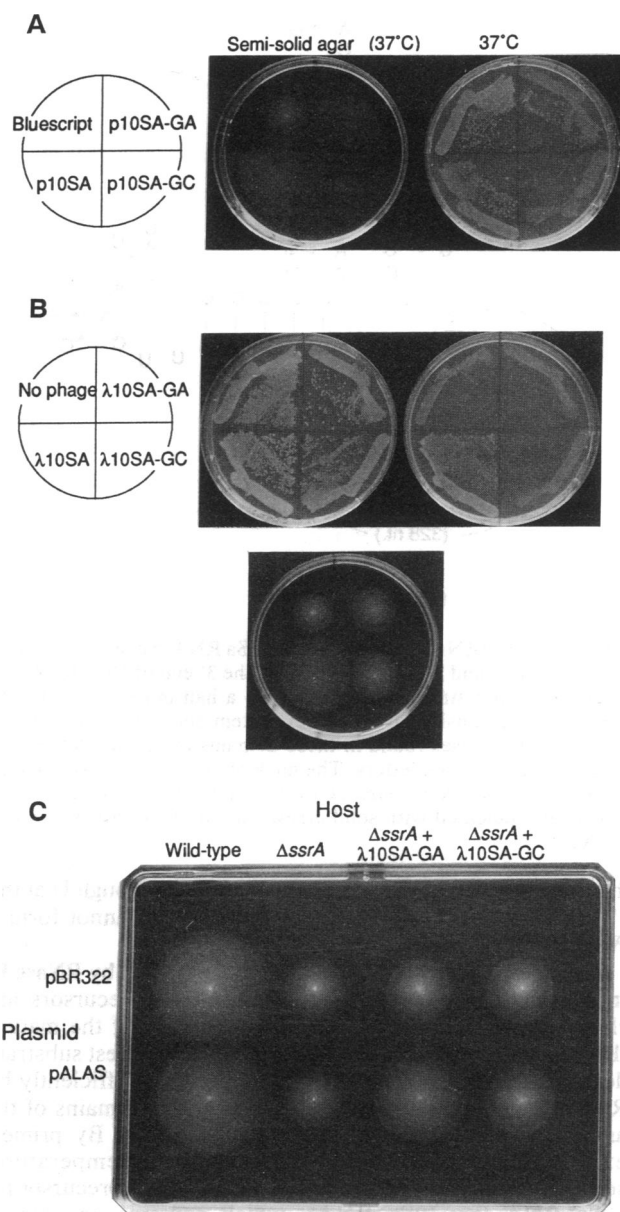 A
Semi-solid agar (37°C) 37°C
Bluescript p10SA-GA
p10SA p10SA-GC
B
No phage λ10SA-GA
λ10SA λ10SA-GC
C
Host
Wild-type ΔssrA ΔssrA + λ10SA-GA ΔssrA + λ10SA-GC
pBR322
Plasmid
pALAS